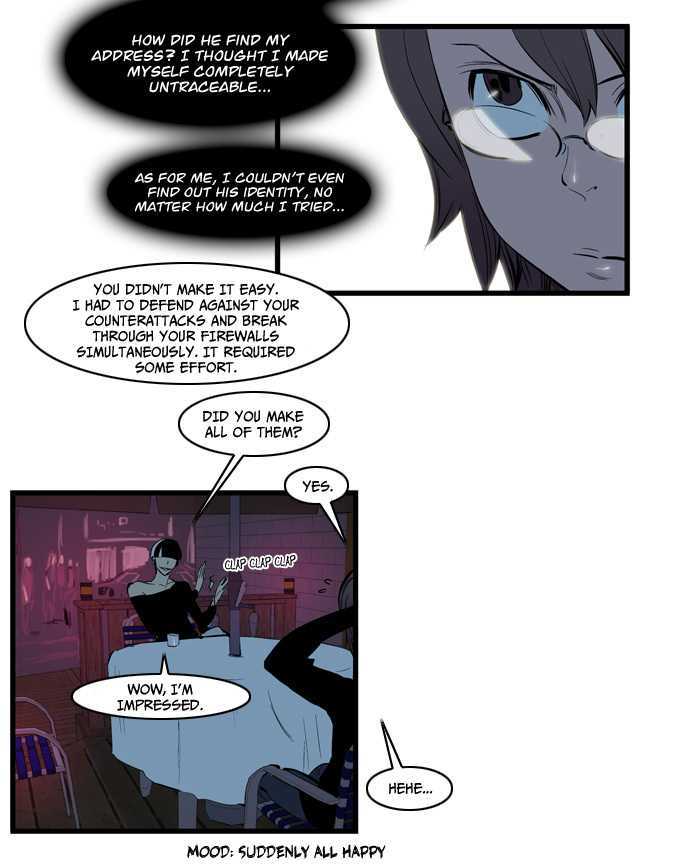 HOW DID HE FIND MY
ADDRESS? I THOUGHT I MADE
MYSELF COMPLETELY
UNTRACEABLE...
AS FOR ME, I COULDN'T EVEN
FIND OUT HIS IDENTITY, NO
MATTER HOW MUCH I TRIED...
YOU DIDN'T MAKE IT EASY.
I HAD TO DEFEND AGAINST YOUR
COUNTERATTACKS AND BREAK
THROUGH YOUR FIREWALLS
SIMULTANEOUSLY. IT REQUIRED
SOME EFFORT.
DID YOU MAKE
ALL OF THEM?
YES.
CLAP CLAP CLAP
WOW, I'M
IMPRESSED.
HEHE...
MOOD: SUDDENLY ALL HAPPY